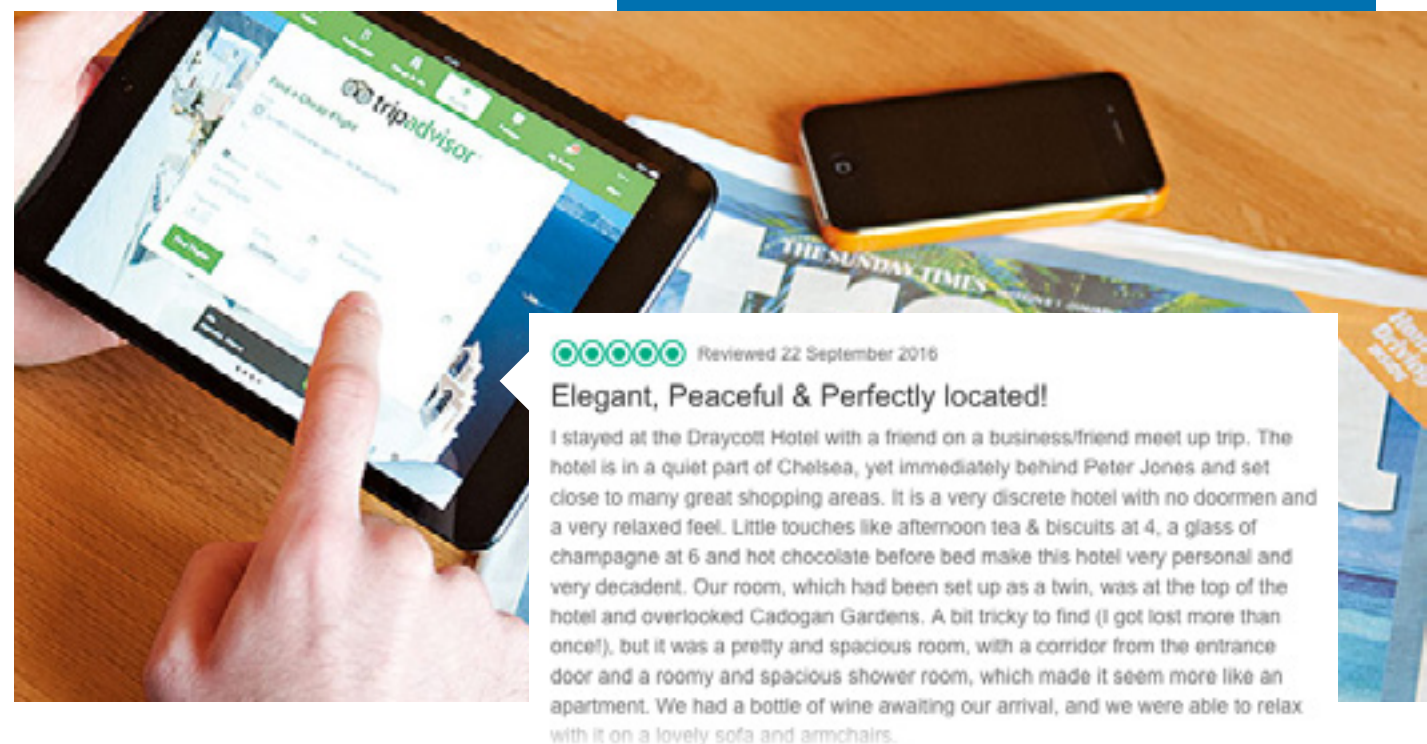 tripadvisor
Find a Cheap Flight
Find Flights
THE SUNDAY TIMES
Reviewed 22 September 2016
Elegant, Peaceful & Perfectly located!
I stayed at the Draycott Hotel with a friend on a business/friend meet up trip. The
hotel is in a quiet part of Chelsea, yet immediately behind Peter Jones and set
close to many great shopping areas. It is a very discrete hotel with no doormen and
a very relaxed feel. Little touches like afternoon tea & biscuits at 4, a glass of
champagne at 6 and hot chocolate before bed make this hotel very personal and
very decadent. Our room, which had been set up as a twin, was at the top of the
hotel and overlooked Cadogan Gardens. A bit tricky to find (I got lost more than
once!), but it was a pretty and spacious room, with a corridor from the entrance
door and a roomy and spacious shower room, which made it seem more like an
apartment. We had a bottle of wine awaiting our arrival, and we were able to relax
with it on a lovely sofa and armchairs.